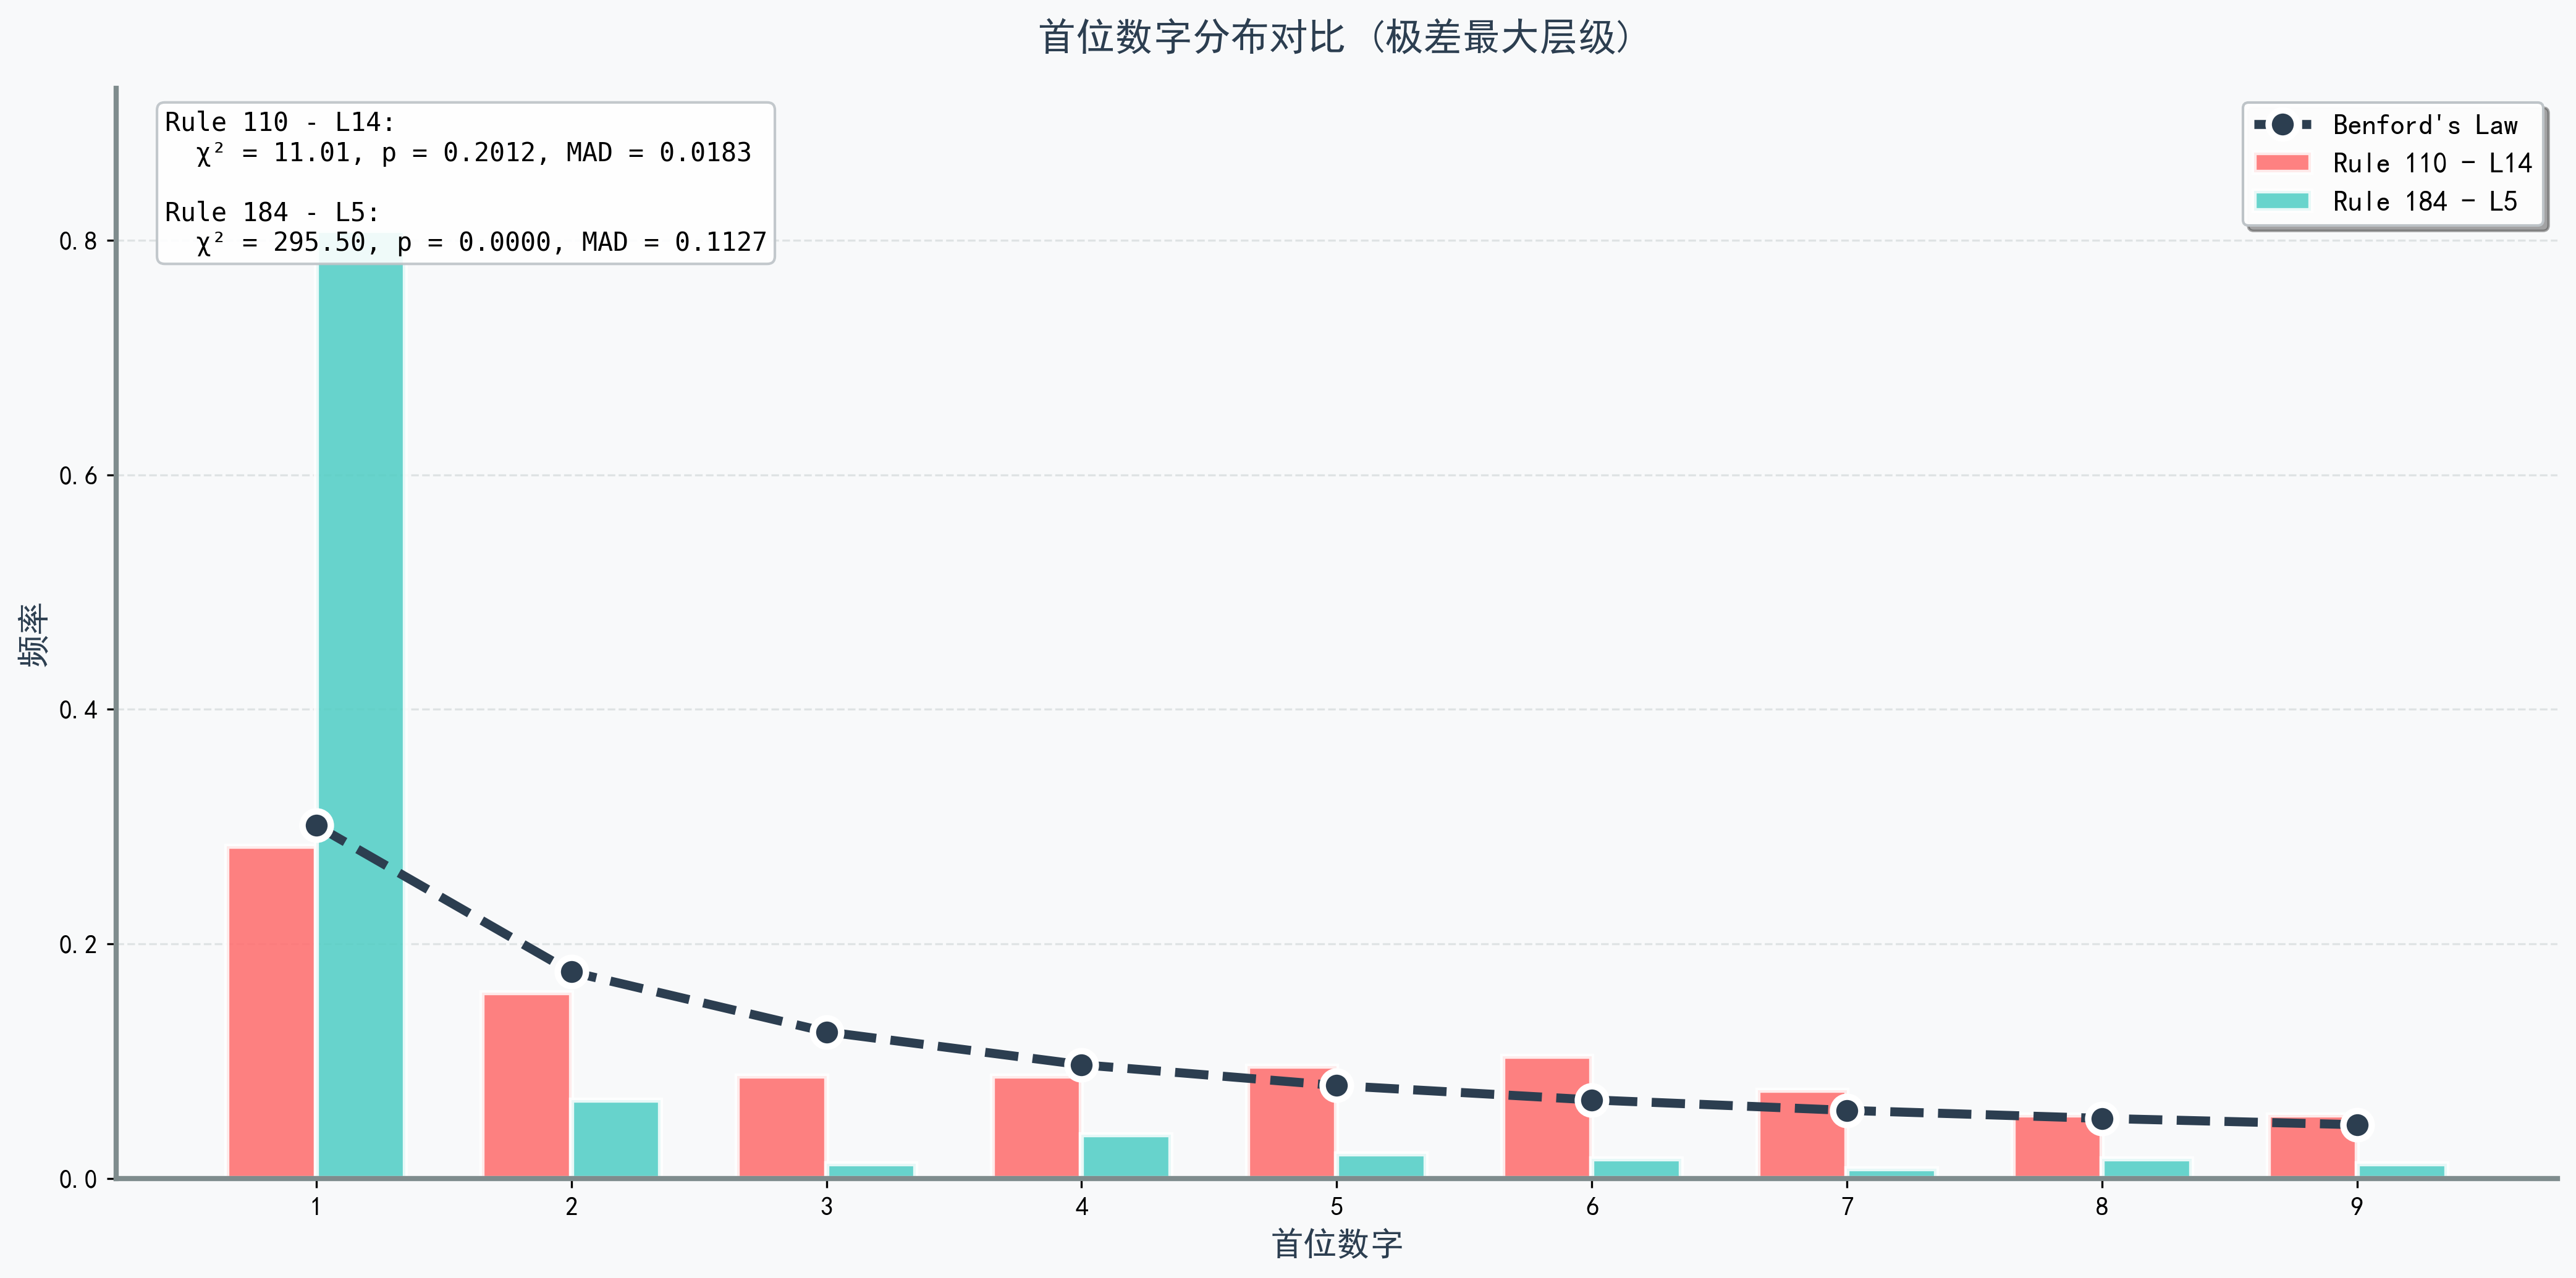 首位数字分布对比 (极差最大层级)
Rule 110 - L14:
χ² = 11.01, p = 0.2012, MAD = 0.0183
Rule 184 - L5:
χ² = 295.50, p = 0.0000, MAD = 0.1127
Benford's Law
Rule 110 - L14
Rule 184 - L5
频率
0.8
0.6
0.4
0.2
0.0
1 2 3 4 5 6 7 8 9
首位数字